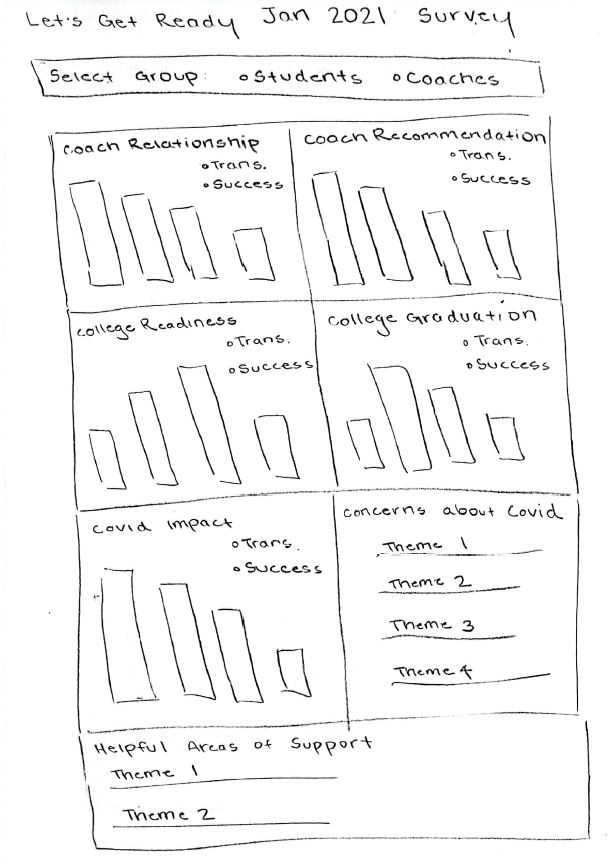 Let's Get Ready Jan 2021 Survey
Select Group: Students Coaches
Coach Relationship
Trans.
Success
Coach Recommendation
Trans.
Success
College Readiness
Trans.
Success
College Graduation
Trans.
Success
Covid Impact
Trans.
Success
Concerns about Covid
Theme 1
Theme 2
Theme 3
Theme 4
Helpful Areas of Support
Theme 1
Theme 2